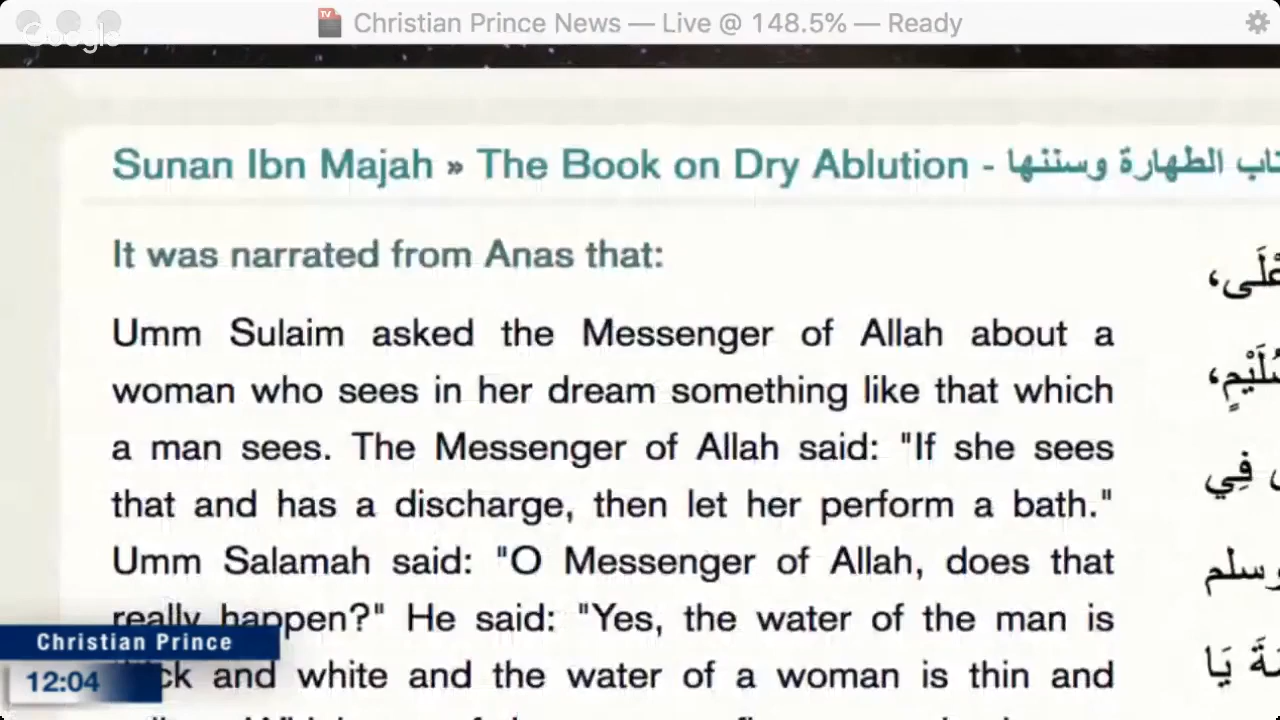 Christian Prince News — Live @ 148.5% — Ready
Google
Sunan Ibn Majah » The Book on Dry Ablution - الطهارة وسننها
It was narrated from Anas that:
Umm Sulaim asked the Messenger of Allah about a
woman who sees in her dream something like that which
a man sees. The Messenger of Allah said: "If she sees
that and has a discharge, then let her perform a bath."
Umm Salamah said: "O Messenger of Allah, does that
really happen?" He said: "Yes, the water of the man is
and white and the water of a woman is thin and
فِي
وسلم
يَا
Christian Prince
12:04